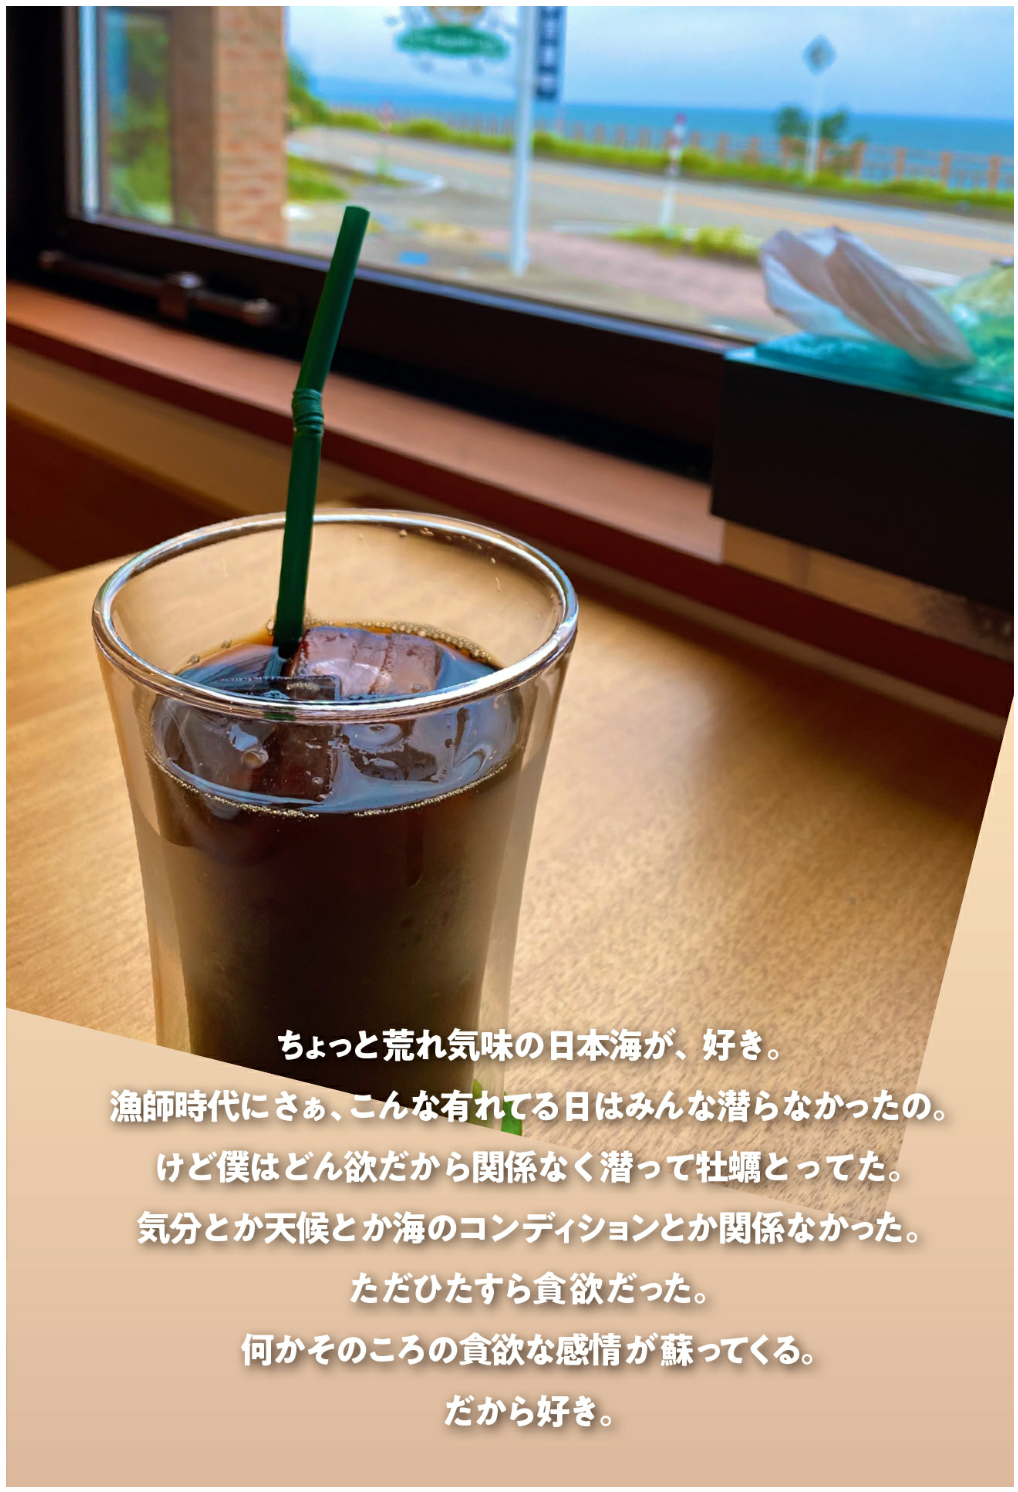 ちょっと荒れ気味の日本海が、好き。
漁師時代にさぁ、こんな有れてる日はみんな潜らなかったの。
けど僕はどん欲だから関係なく潜って牡蠣とってた。
気分とか天候とか海のコンディションとか関係なかった。
ただひたすら貪欲だった。
何かそのころの貪欲な感情が蘇ってくる。
だから好き。